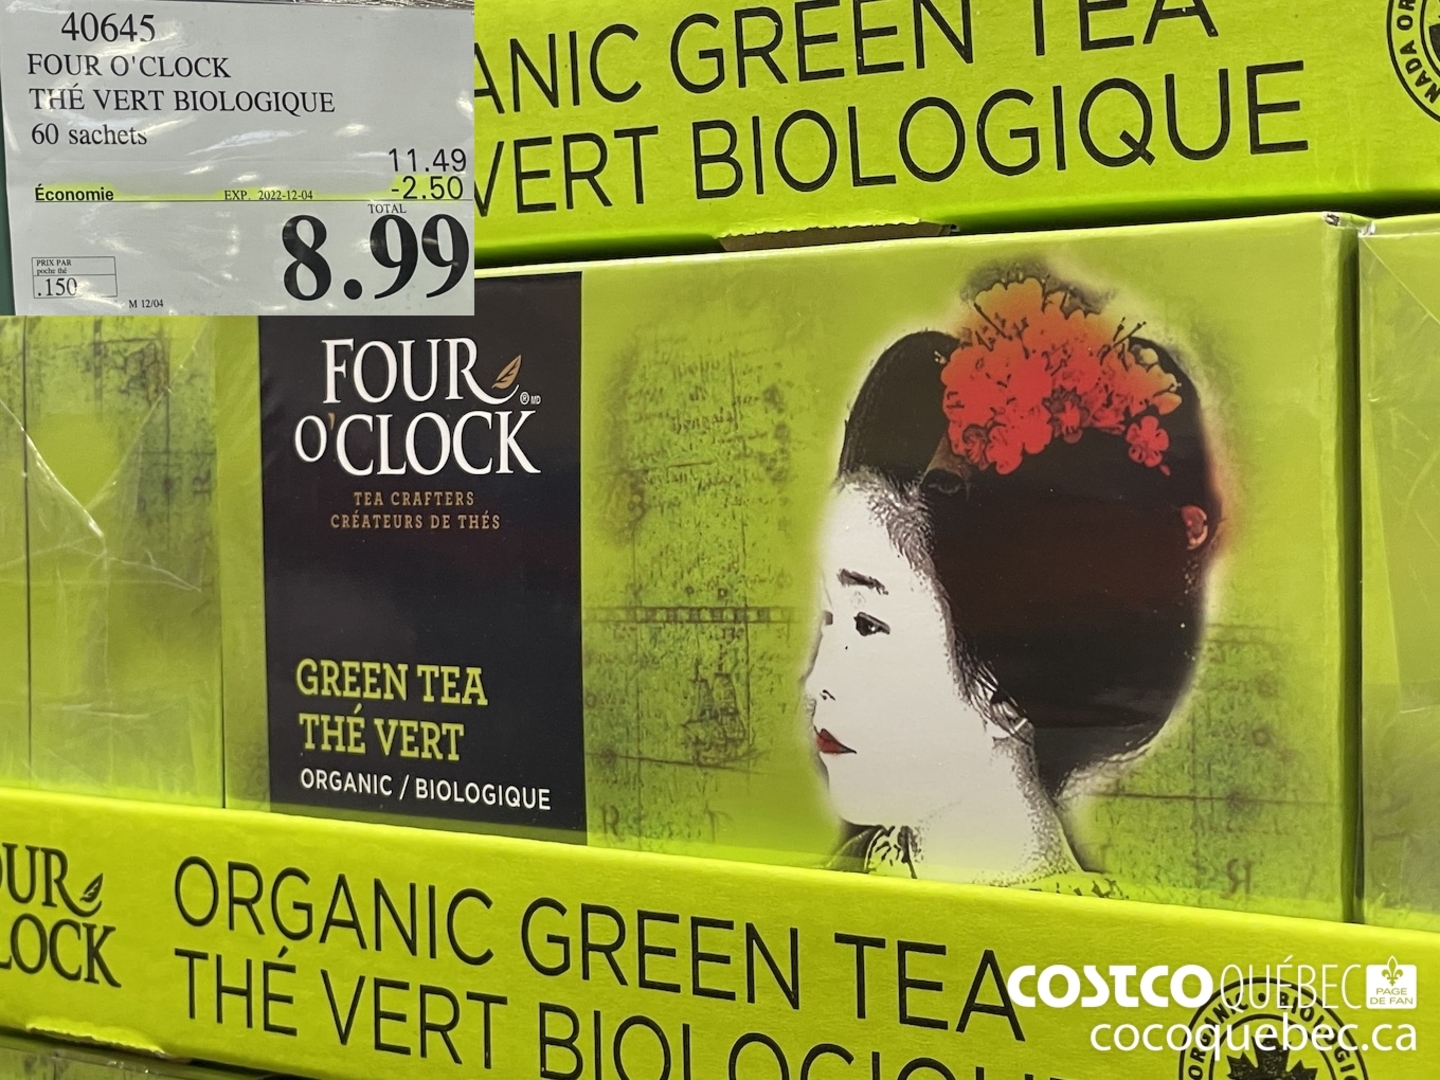 40645
FOUR O'CLOCK
THÉ VERT BIOLOGIQUE
60 sachets
11.49
Économie EXP. 2022-12-04 -2.50
TOTAL
8.99
PRIX PAR
poche thé
.150
M 12/04
ANIC GREEN TEA
VERT BIOLOGIQUE
FOUR
O'CLOCK
® MD
TEA CRAFTERS
CRÉATEURS DE THÉS
GREEN TEA
THÉ VERT
ORGANIC / BIOLOGIQUE
OUR
LOCK
ORGANIC GREEN TEA
THÉ VERT BIOLOGIQUE
COSTCO QUÉBEC
PAGE
DE FAN
cocoquebec.ca